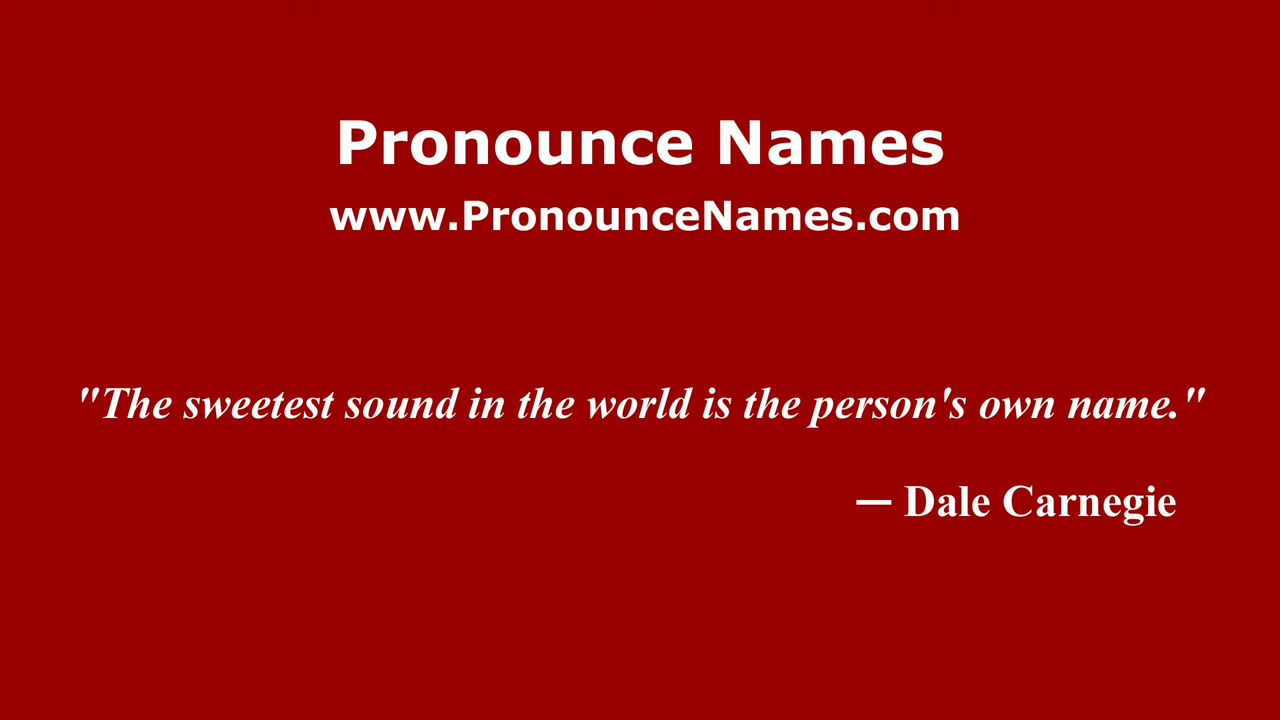 Pronounce Names
www.PronounceNames.com
"The sweetest sound in the world is the person's own name."
— Dale Carnegie